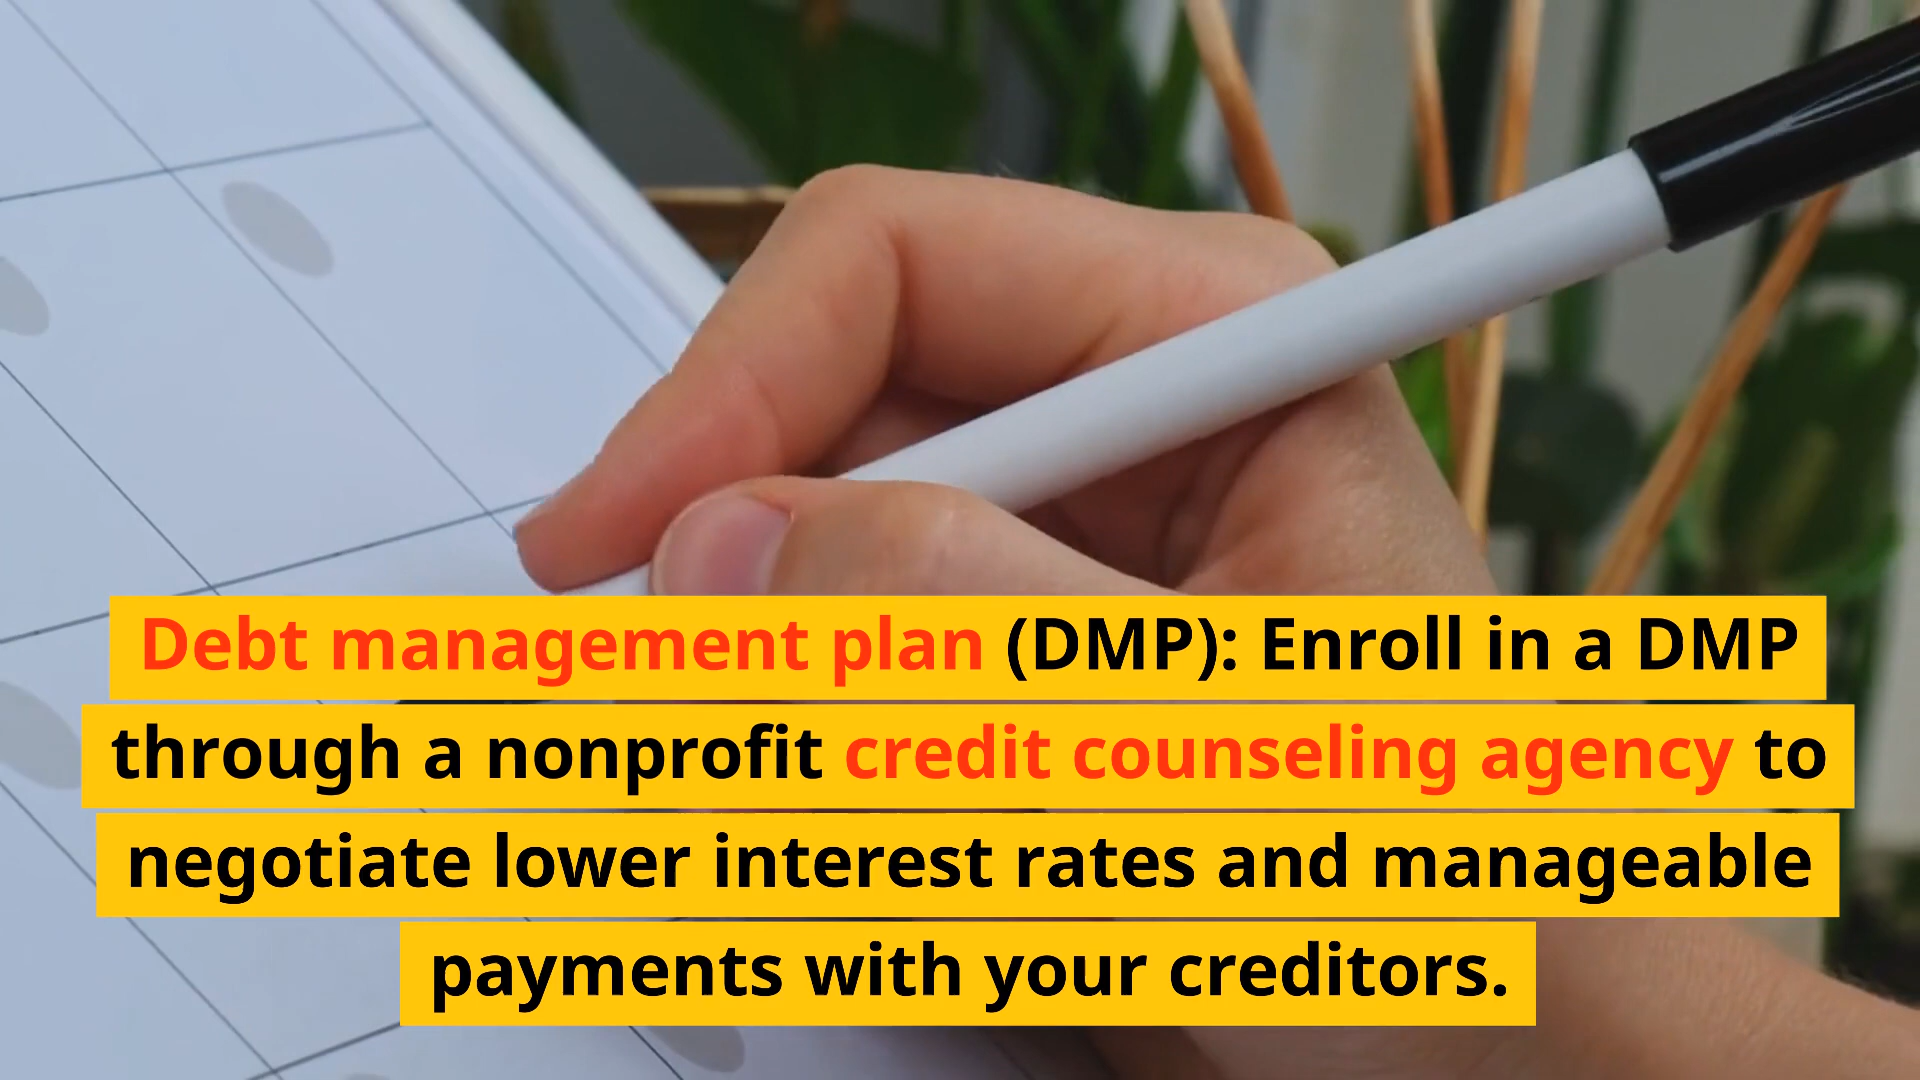 Debt management plan (DMP): Enroll in a DMP
through a nonprofit credit counseling agency to
negotiate lower interest rates and manageable
payments with your creditors.